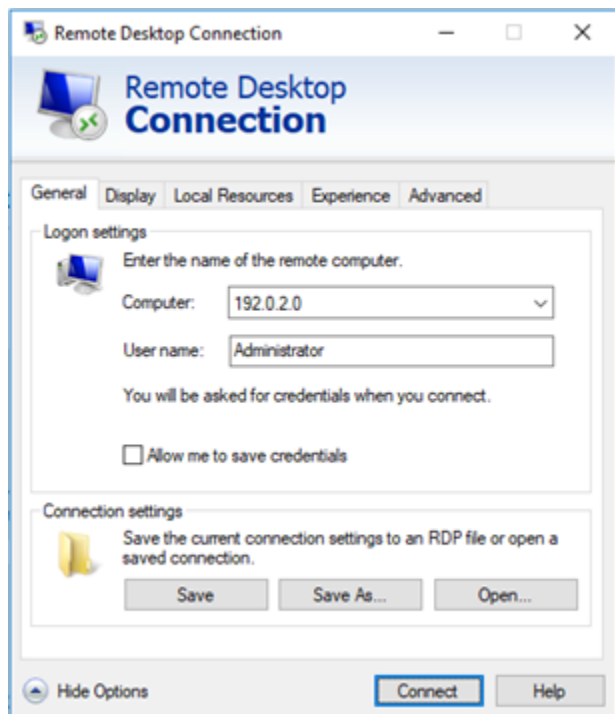 Remote Desktop Connection
Remote Desktop
Connection
General Display Local Resources Experience Advanced
Logon settings
Enter the name of the remote computer.
Computer: 192.0.2.0
User name: Administrator
You will be asked for credentials when you connect.
Allow me to save credentials
Connection settings
Save the current connection settings to an RDP file or open a
saved connection.
Save Save As... Open...
Hide Options Connect Help